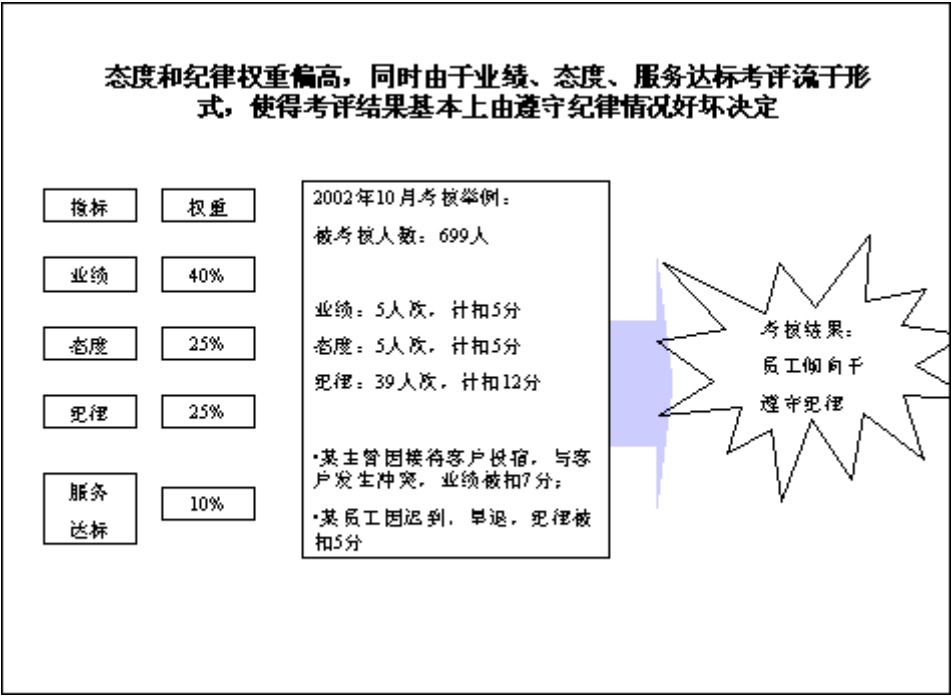 态度和纪律权重偏高，同时由于业绩、态度、服务达标考评流于形
式，使得考评结果基本上由遵守纪律情况好坏决定
指标
权重
业绩
40%
态度
25%
纪律
25%
服务
达标
10%
2002年10月考核举例：
被考核人数：699人
业绩：5人次，计扣5分
态度：5人次，计扣5分
纪律：39人次，计扣12分
•某主管因接待客户投宿，与客
户发生冲突，业绩被扣7分；
•某员工因迟到，早退，纪律被
扣5分
考核结果：
员工倾向于
遵守纪律